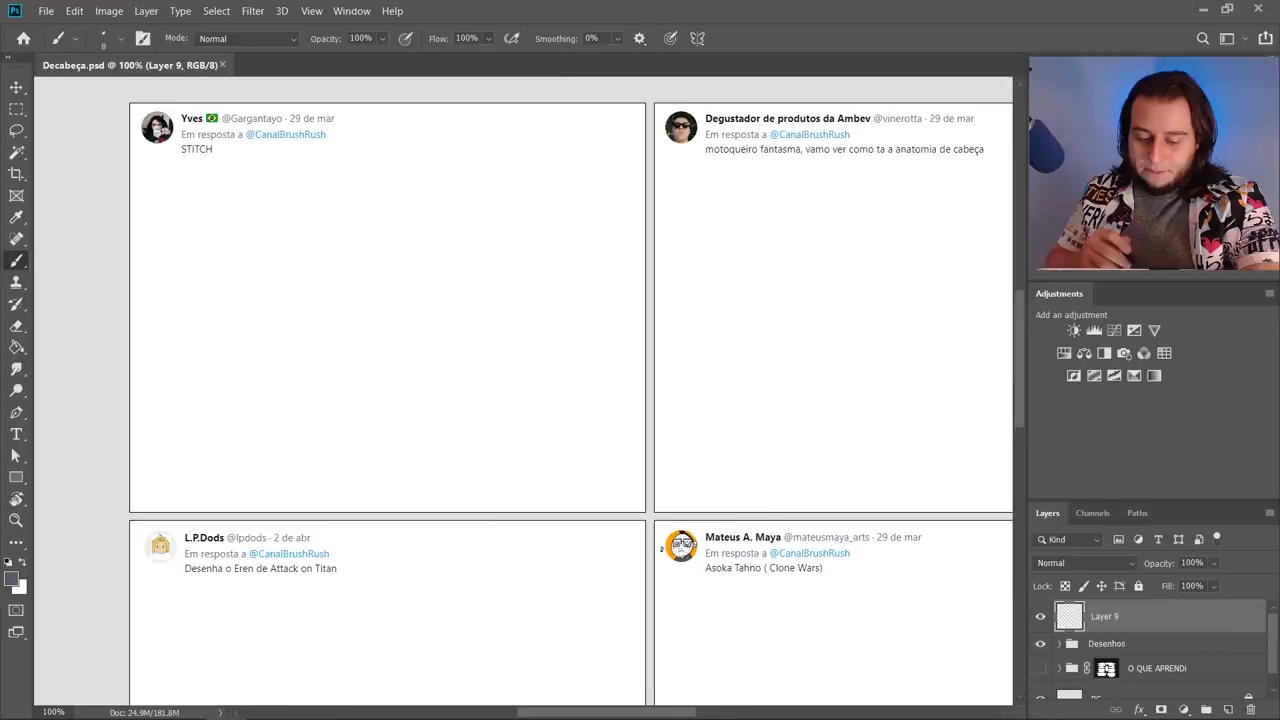 Ps File Edit Image Layer Type Select Filter 3D View Window Help
8 Mode: Normal Opacity: 100% Flow: 100% Smoothing: 0%
Decabeça.psd @ 100% (Layer 9, RGB/8)
Yves @Gargantayo · 29 de mar
Em resposta a @CanalBrushRush
STITCH
Degustador de produtos da Ambev @vinerotta · 29 de mar
Em resposta a @CanalBrushRush
motoqueiro fantasma, vamo ver como ta a anatomia de cabeça
L.P.Dods @lpdods · 2 de abr
Em resposta a @CanalBrushRush
Desenha o Eren de Attack on Titan
Mateus A. Maya @mateusmaya_arts · 29 de mar
Em resposta a @CanalBrushRush
Asoka Tahno ( Clone Wars)
Adjustments
Add an adjustment
Layers Channels Paths
Kind
Normal Opacity: 100%
Lock: Fill: 100%
Layer 9
Desenhos
O QUE APRENDi
100% Doc: 24.9M/181.8M